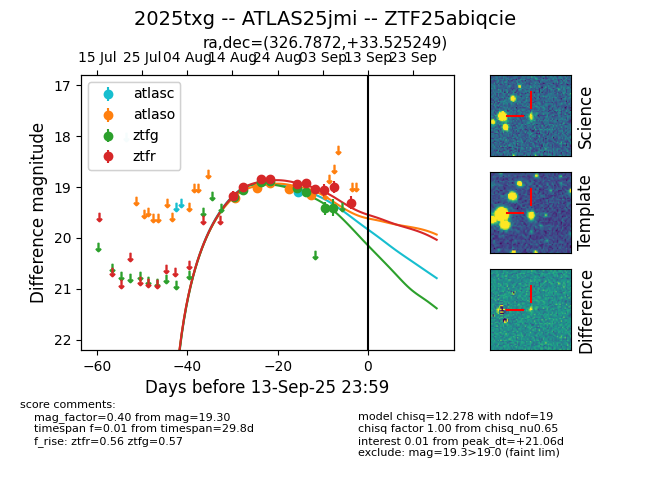 2025txg -- ATLAS25jmi -- ZTF25abiqcie
ra,dec=(326.7872,+33.525249)
15 Jul 25 Jul 04 Aug 14 Aug 24 Aug 03 Sep 13 Sep 23 Sep
17
18
19
20
21
22
Difference magnitude
atlasc
atlaso
ztfg
ztfr
−60 −40 −20 0
Days before 13-Sep-25 23:59
Science
Template
Difference
score comments:
mag_factor=0.40 from mag=19.30
timespan f=0.01 from timespan=29.8d
f_rise: ztfr=0.56 ztfg=0.57
model chisq=12.278 with ndof=19
chisq factor 1.00 from chisq_nu0.65
interest 0.01 from peak_dt=+21.06d
exclude: mag=19.3>19.0 (faint lim)